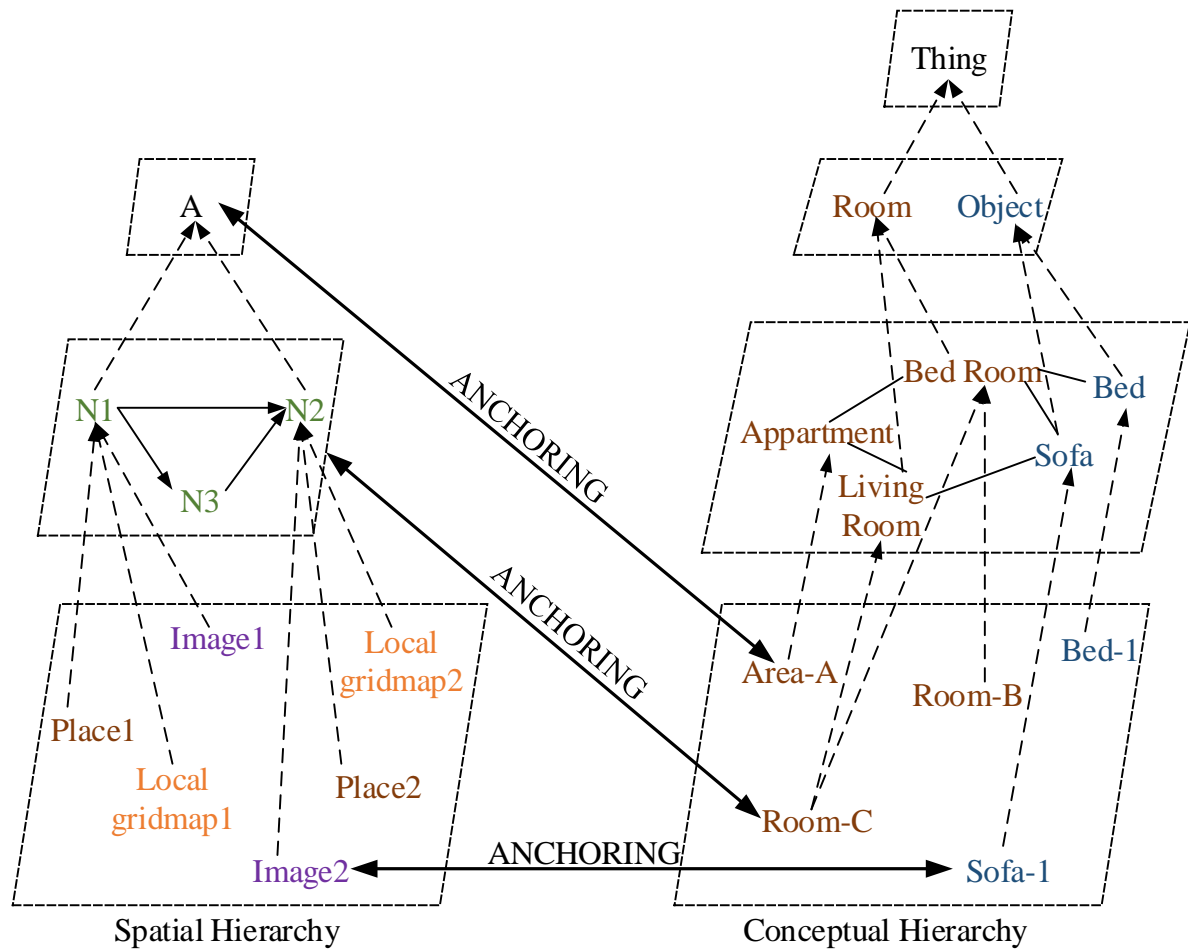 Thing
A
Room
Object
N1
N2
N3
ANCHORING
Bed Room
Bed
Appartment
Sofa
Living
Room
ANCHORING
Image1
Local
gridmap2
Place1
Local
gridmap1
Place2
Image2
Area-A
Bed-1
Room-B
Room-C
ANCHORING
Sofa-1
Spatial Hierarchy
Conceptual Hierarchy